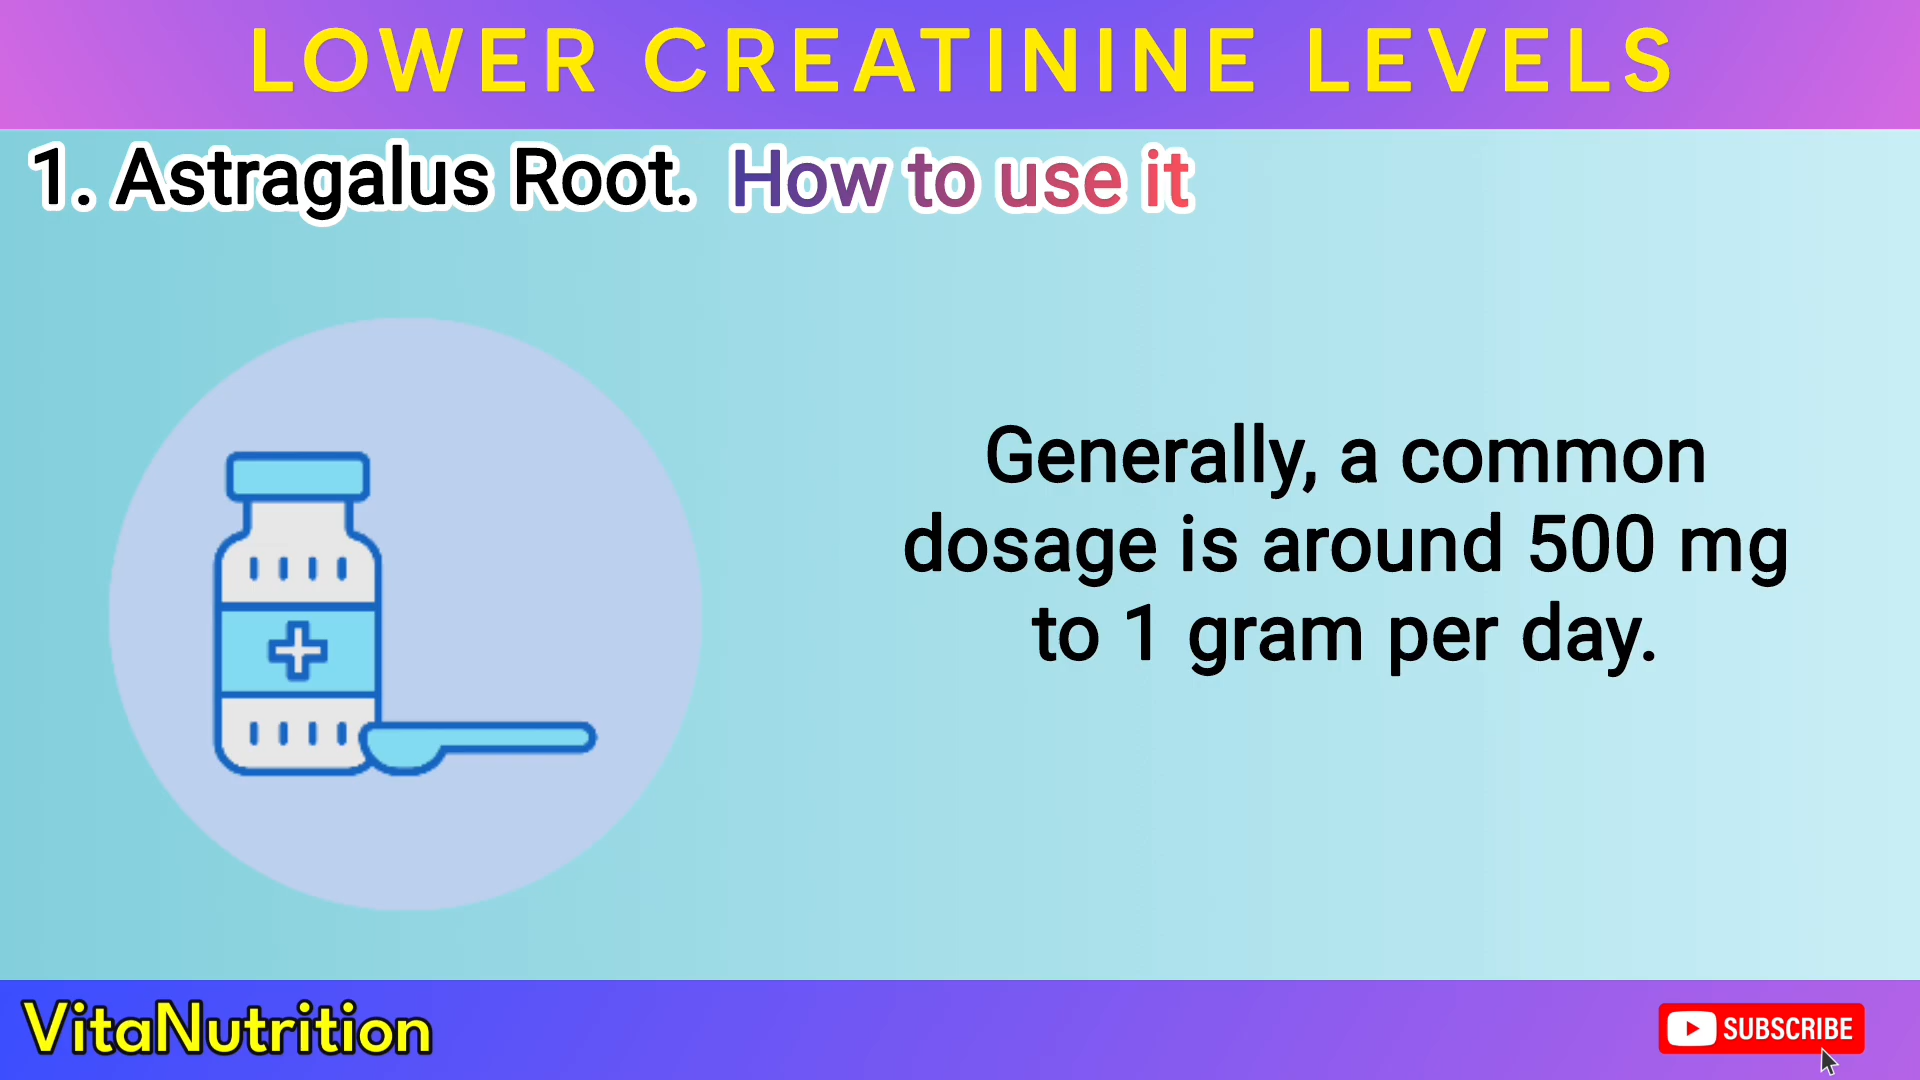 LOWER CREATININE LEVELS
1. Astragalus Root. How to use it
Generally, a common
dosage is around 500 mg
to 1 gram per day.
VitaNutrition
SUBSCRIBE